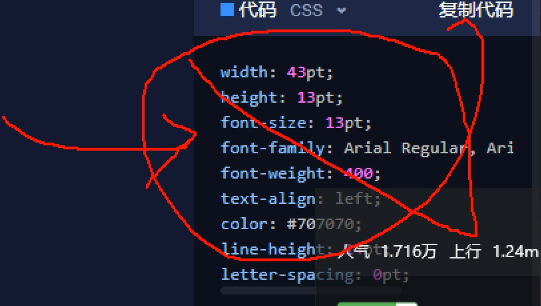 代码 CSS 复制代码
width: 43pt;
height: 13pt;
font-size: 13pt;
font-family: Arial Regular, Ari
font-weight: 400;
text-align: left;
color: #707070;
line-height: pt;
人气 1.716万 上行 1.24m
letter-spacing: 0pt;